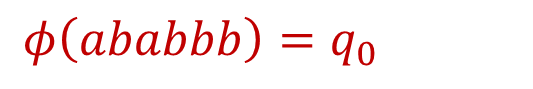 ϕ(ababbb) = q₀